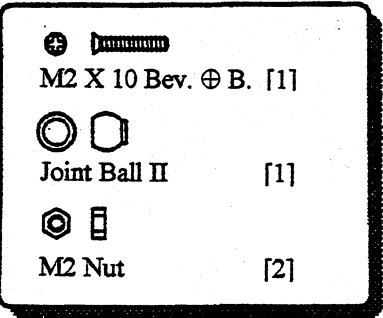 M2 X 10 Bev. ⊕ B. ⌈1⌉
Joint Ball II ⌈1⌉
M2 Nut ⌈2⌉